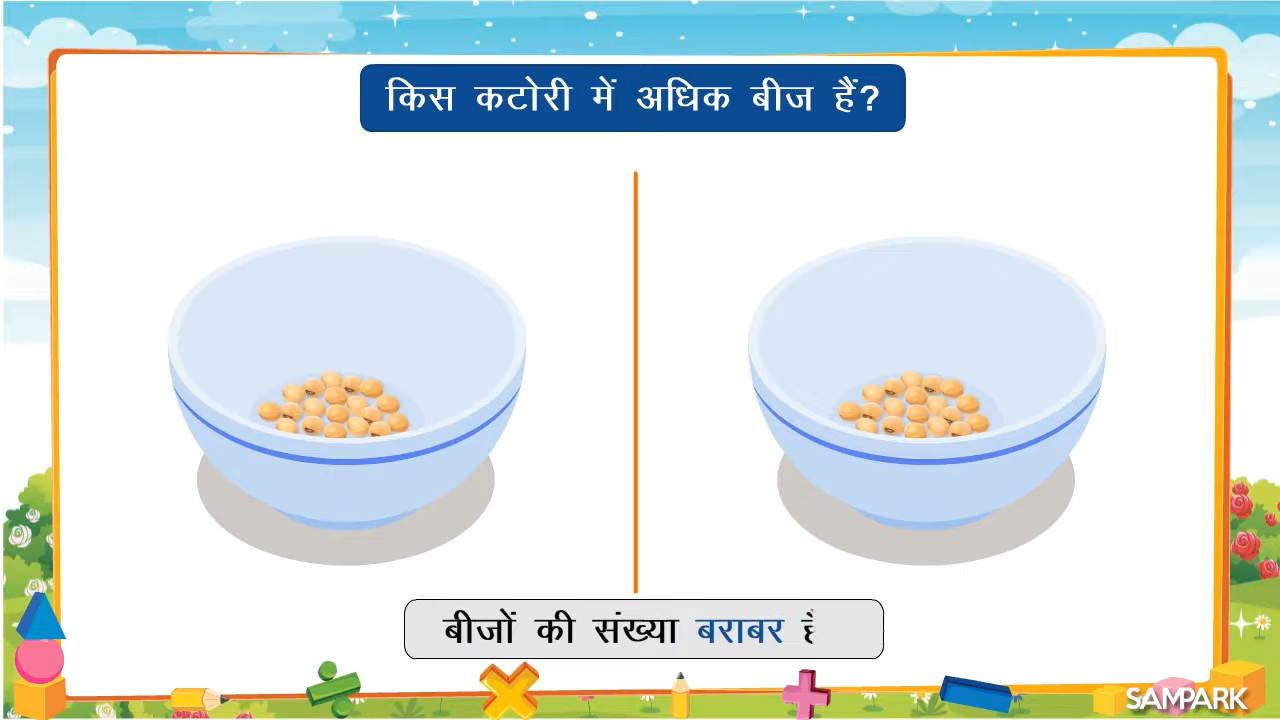 किस कटोरी में अधिक बीज हैं?
बीजों की संख्या बराबर है
SAMPARK